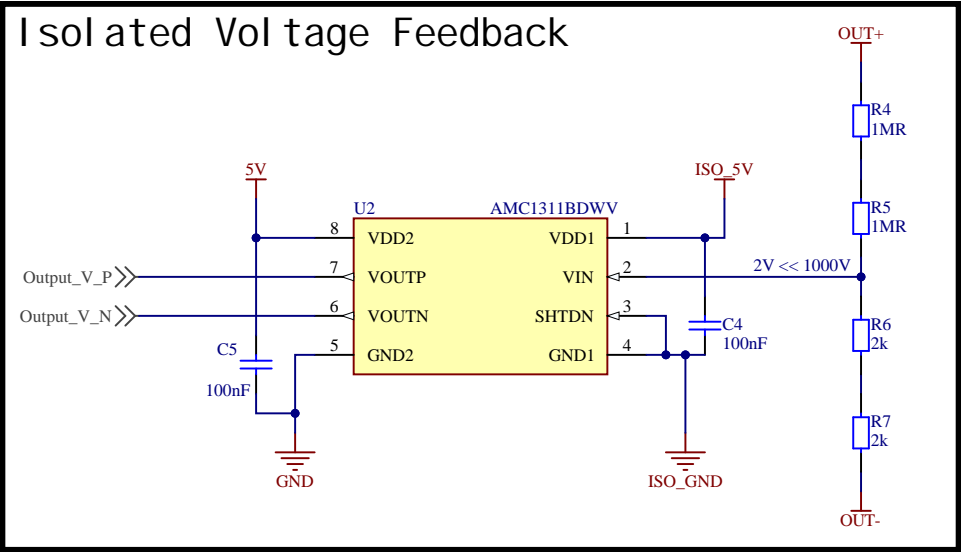 Isolated Voltage Feedback
OUT+
R4
1MR
5V
ISO_5V
U2
AMC1311BDWV
R5
1MR
8
VDD2
VDD1
1
Output_V_P
7
VOUTP
VIN
2
2V << 1000V
Output_V_N
6
VOUTN
SHTDN
3
C4
100nF
R6
2k
C5
100nF
5
GND2
GND1
4
R7
2k
GND
ISO_GND
OUT-